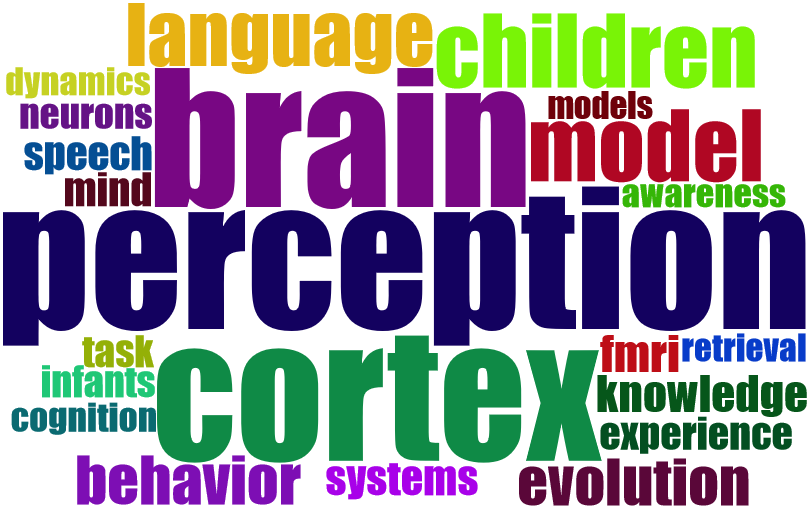 language
children
dynamics
brain
models
neurons
model
speech
mind
awareness
perception
task
cortex
fmri
retrieval
infants
knowledge
cognition
experience
behavior
systems
evolution